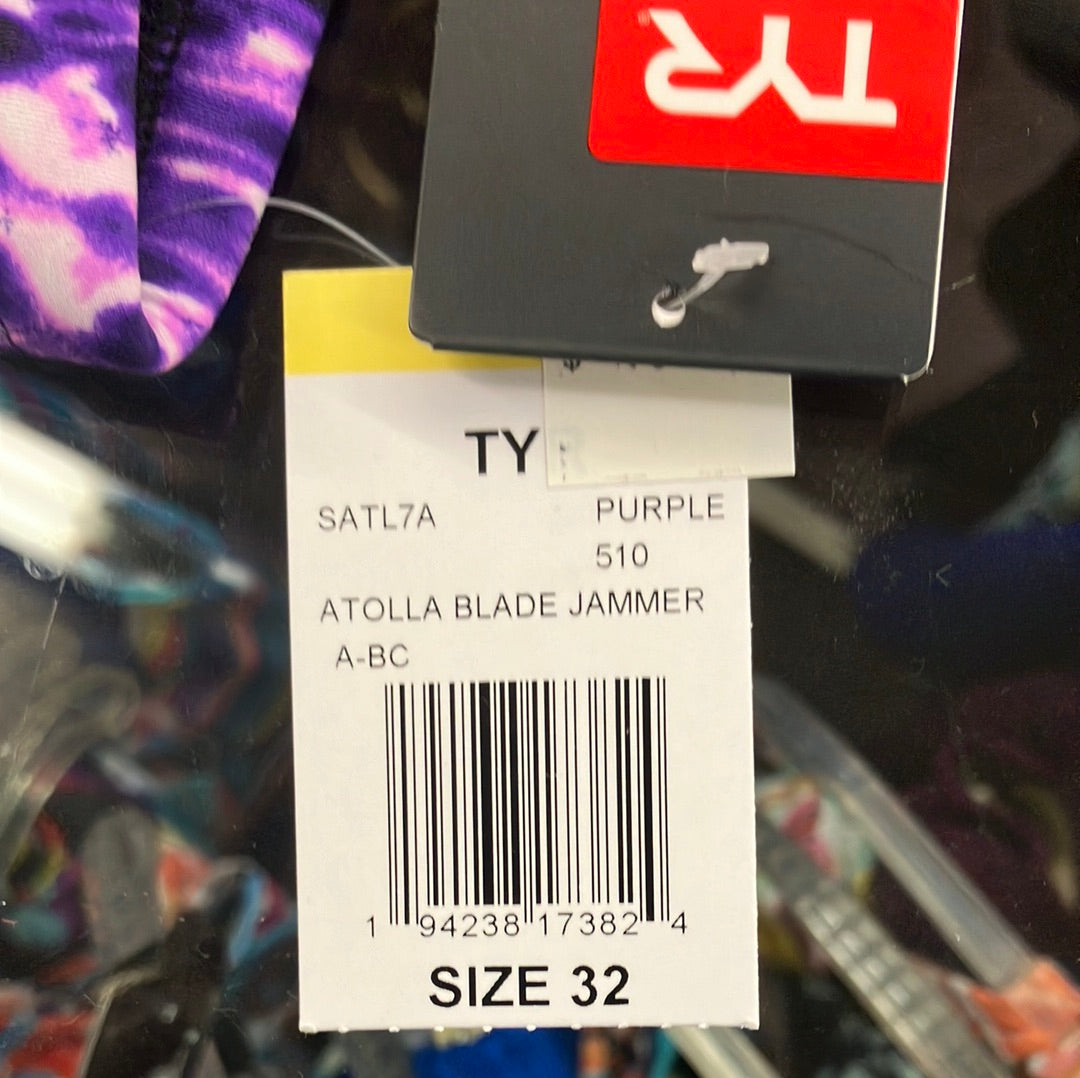 TYR
TY
SATL7A PURPLE
510
ATOLLA BLADE JAMMER
A-BC
1 94238 17382 4
SIZE 32